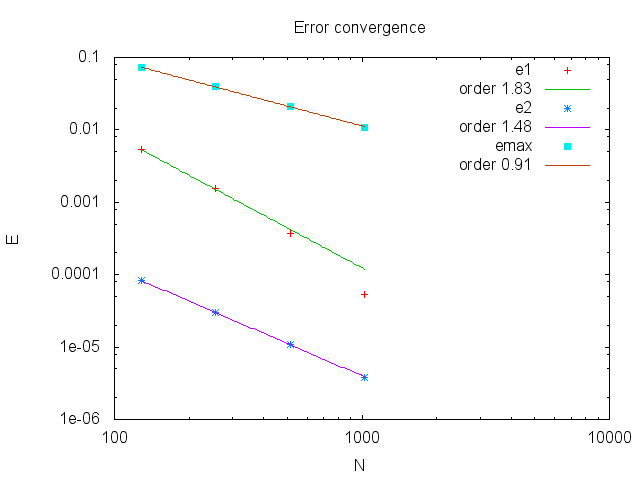 Error convergence
0.1
0.01
0.001
0.0001
1e-05
1e-06
E
100
1000
10000
N
e1
order 1.83
e2
order 1.48
emax
order 0.91